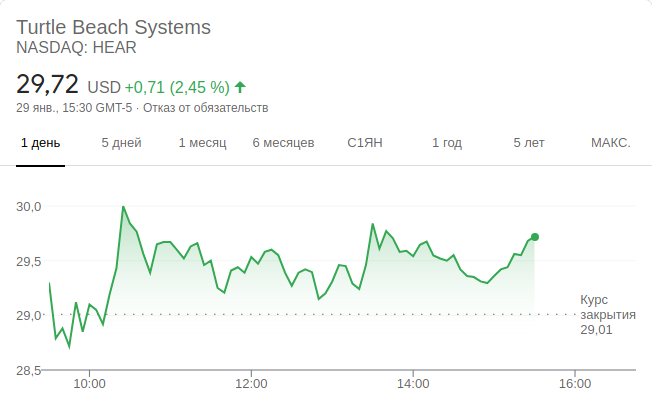 Turtle Beach Systems
NASDAQ: HEAR
29,72 USD +0,71 (2,45 %)
29 янв., 15:30 GMT-5 · Отказ от обязательств
1 день 5 дней 1 месяц 6 месяцев С1ЯН 1 год 5 лет МАКС.
30,0
29,5
29,0
28,5
Курс
закрытия
29,01
10:00 12:00 14:00 16:00